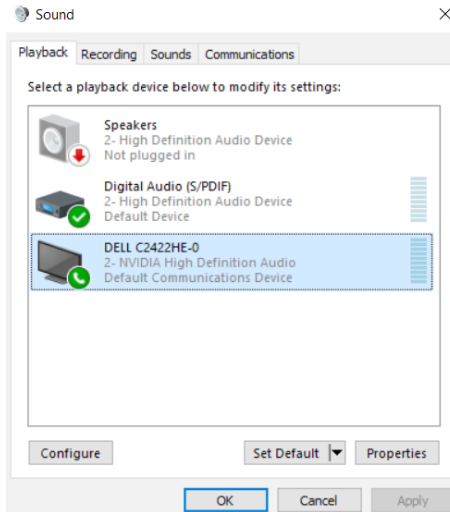 Sound
Playback Recording Sounds Communications
Select a playback device below to modify its settings:
Speakers
2- High Definition Audio Device
Not plugged in
Digital Audio (S/PDIF)
2- High Definition Audio Device
Default Device
DELL C2422HE-0
2- NVIDIA High Definition Audio
Default Communications Device
Configure Set Default Properties
OK Cancel Apply